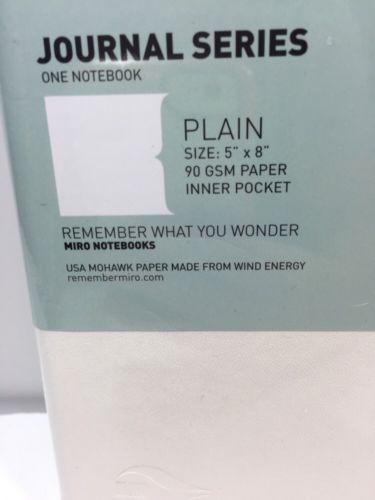 JOURNAL SERIES
ONE NOTEBOOK
PLAIN
SIZE: 5" x 8"
90 GSM PAPER
INNER POCKET
REMEMBER WHAT YOU WONDER
MIRO NOTEBOOKS
USA MOHAWK PAPER MADE FROM WIND ENERGY
remembermiro.com